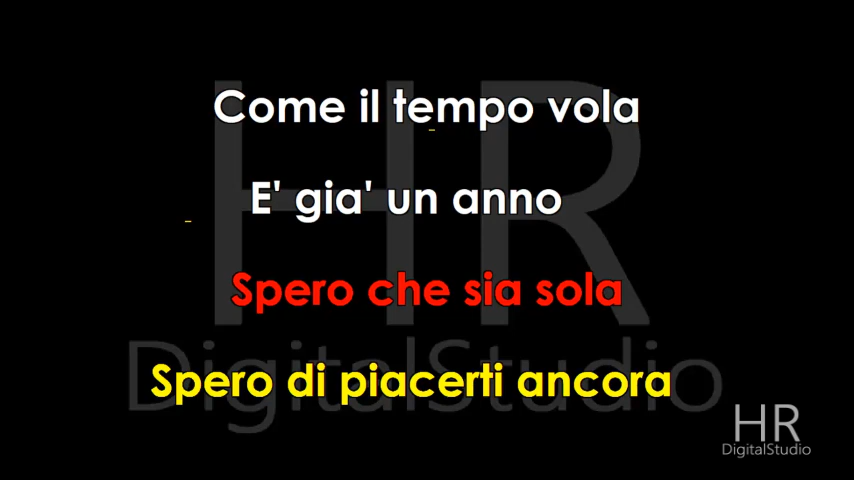 Come il tempo vola
E' gia' un anno
Spero che sia sola
Spero di piacerti ancora
HR
DigitalStudio
HR
DigitalStudio